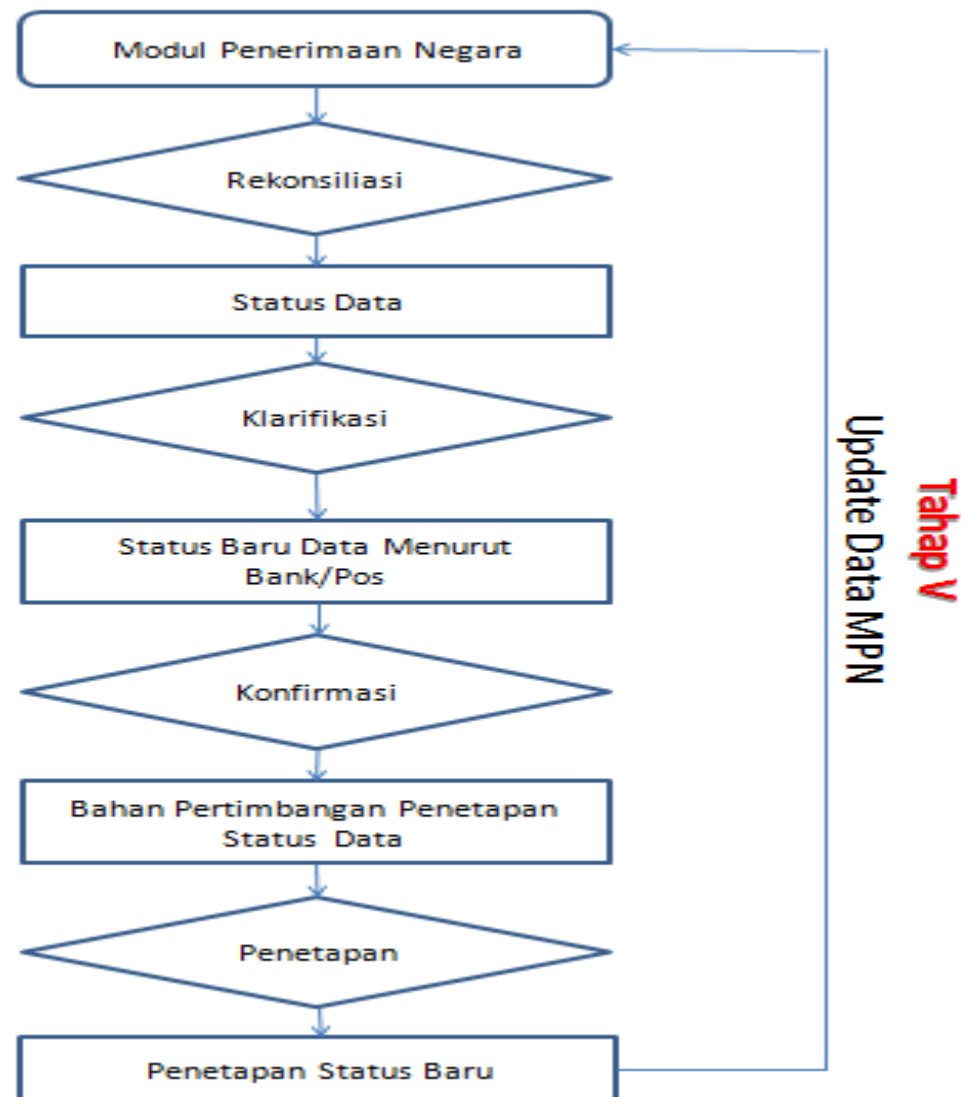 Modul Penerimaan Negara
Rekonsiliasi
Status Data
Klarifikasi
Status Baru Data Menurut
Bank/Pos
Konfirmasi
Bahan Pertimbangan Penetapan
Status Data
Penetapan
Penetapan Status Baru
Tahap V
Update Data MPN